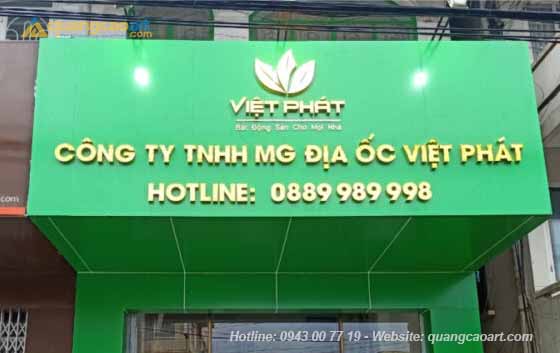 VIỆT PHÁT
Bất Động Sản Cho Mọi Nhà
CÔNG TY TNHH MG ĐỊA ỐC VIỆT PHÁT
HOTLINE: 0889 989 998
.com
Hotline: 0943 00 77 19 - Website: quangcaoart.com